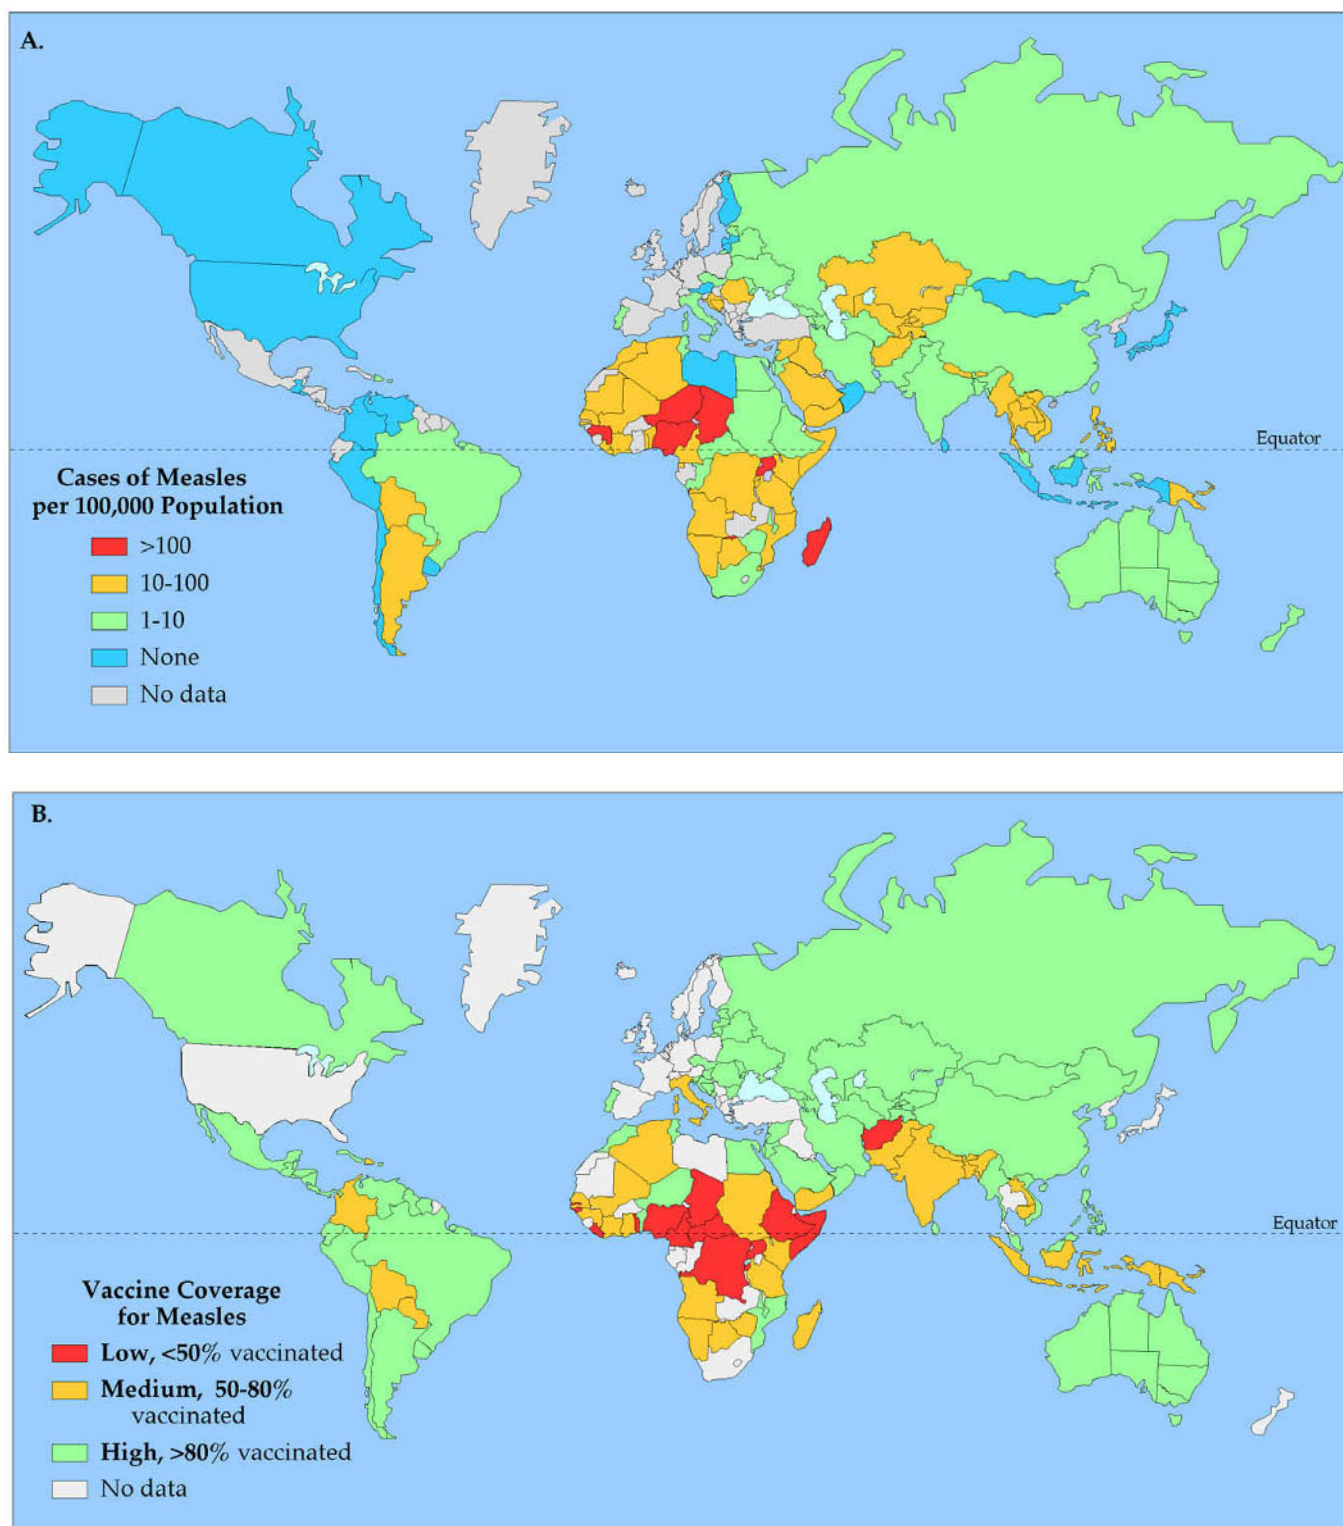 A.
Equator
Cases of Measles
per 100,000 Population
>100
10-100
1-10
None
No data
B.
Equator
Vaccine Coverage
for Measles
Low, <50% vaccinated
Medium, 50-80%
vaccinated
High, >80% vaccinated
No data